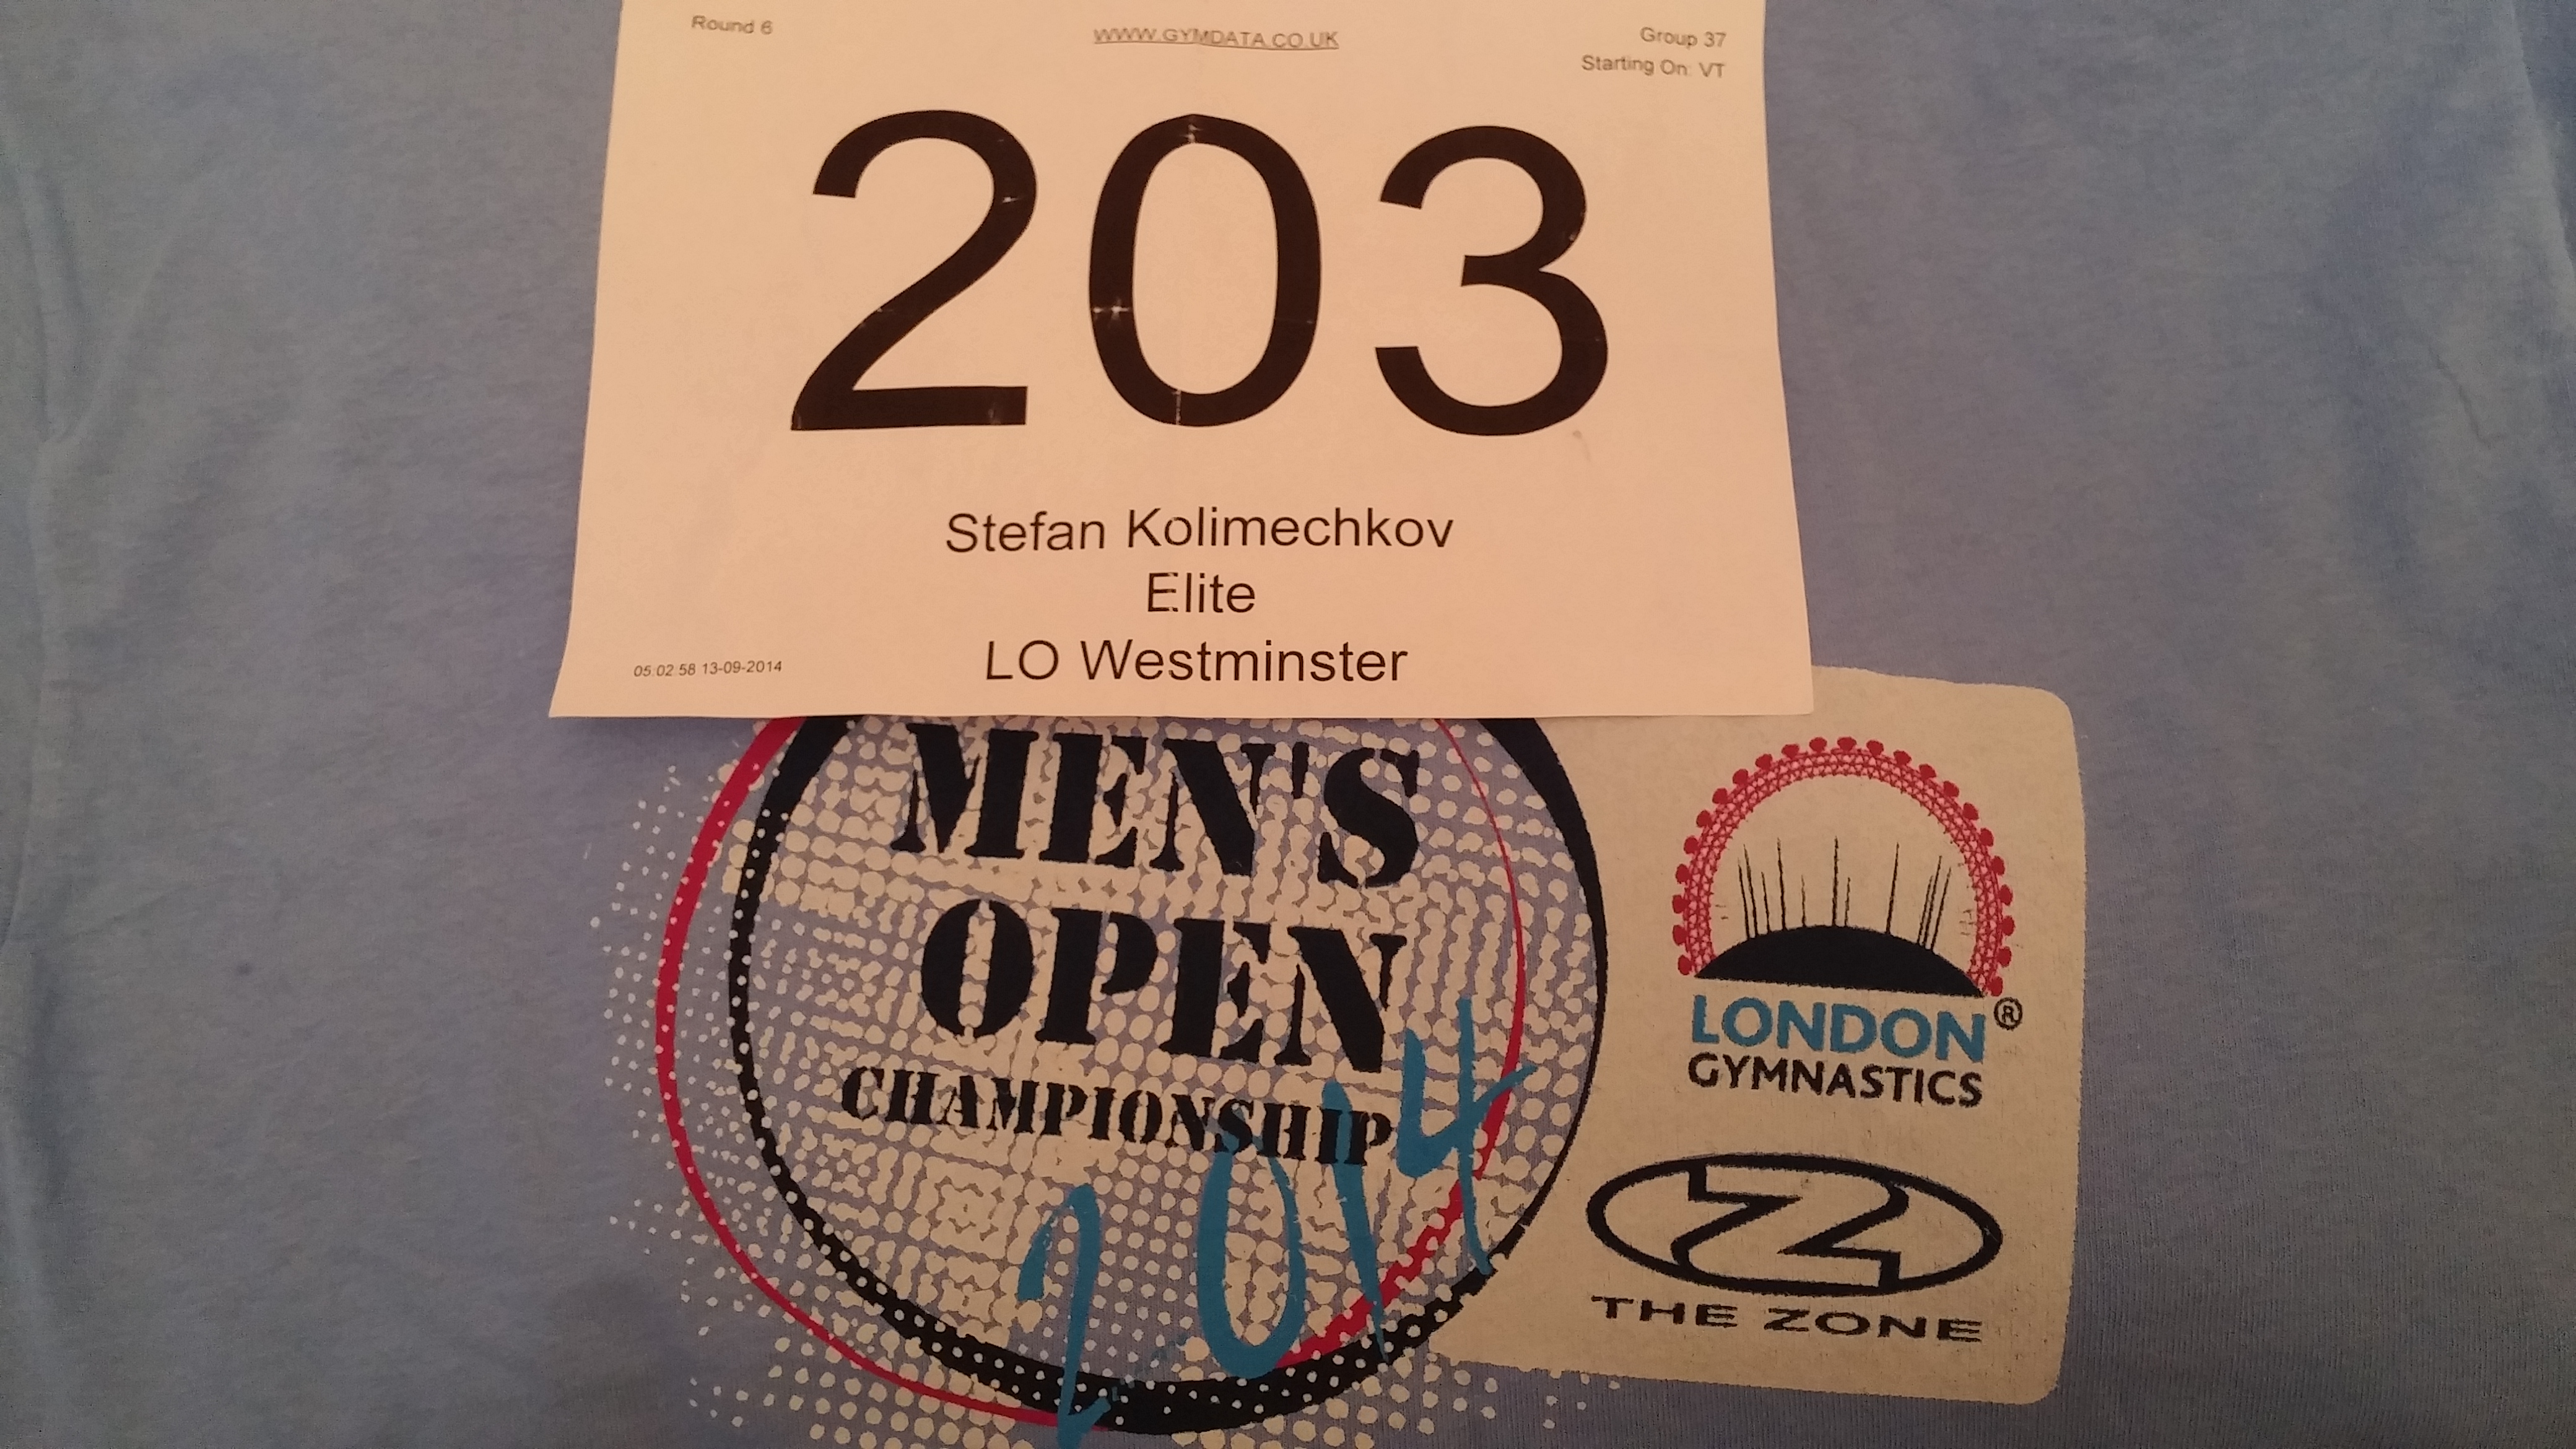 Round 6
WWW.GYMDATA.CO.UK
Group 37
Starting On: VT
203
Stefan Kolimechkov
Elite
LO Westminster
05:02:58 13-09-2014
MEN'S
OPEN
CHAMPIONSHIP
2014
LONDON®
GYMNASTICS
Z
THE ZONE